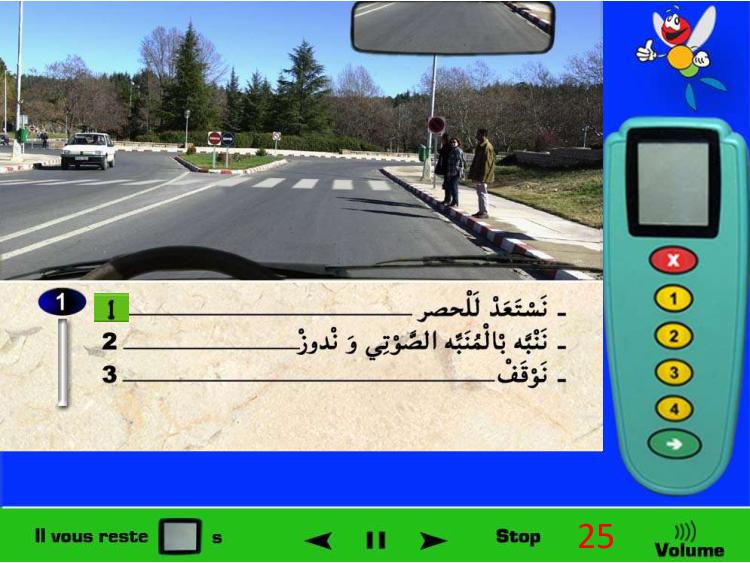 1
- نَسْتَعَدْ لَلْحصر 1
- نَنْبَّه بْالْمُنَبِّه الصَّوْتِي وَ نْدوزْ 2
- نَوْقَفْ 3
X
1
2
3
4
Il vous reste s
Stop
25
Volume